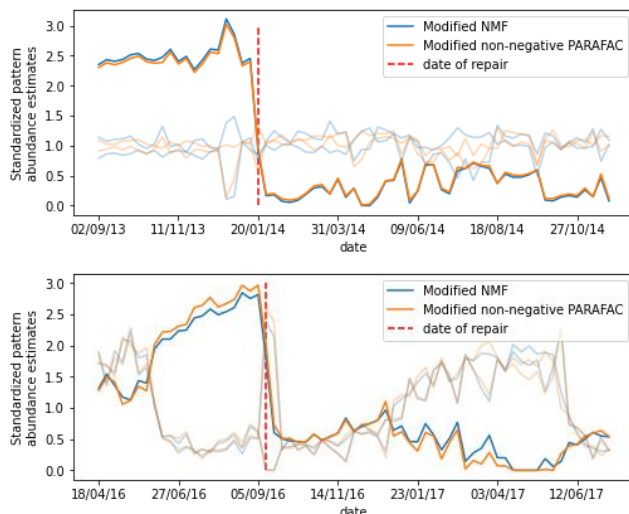 Standardized pattern
abundance estimates
3.0
2.5
2.0
1.5
1.0
0.5
0.0
Modified NMF
Modified non-negative PARAFAC
date of repair
02/09/13 11/11/13 20/01/14 31/03/14 09/06/14 18/08/14 27/10/14
date
Standardized pattern
abundance estimates
3.0
2.5
2.0
1.5
1.0
0.5
0.0
Modified NMF
Modified non-negative PARAFAC
date of repair
18/04/16 27/06/16 05/09/16 14/11/16 23/01/17 03/04/17 12/06/17
date